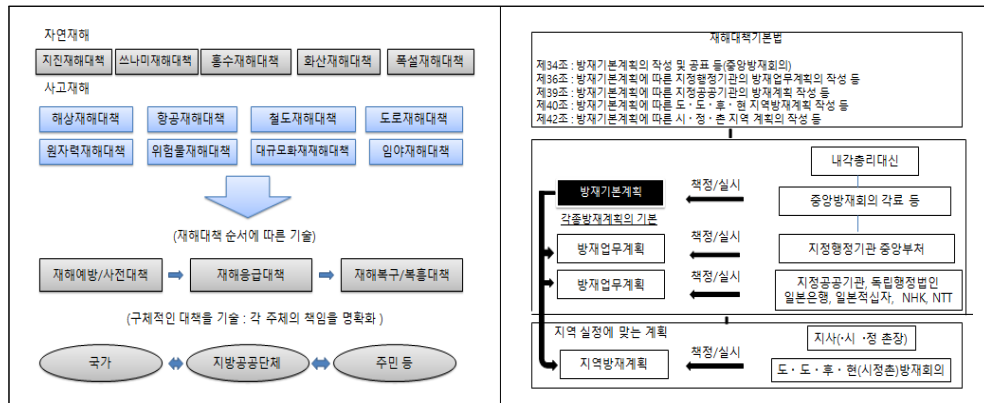 자연재해
지진재해대책
쓰나미재해대책
홍수재해대책
화산재해대책
폭설재해대책
사고재해
해상재해대책
항공재해대책
철도재해대책
도로재해대책
원자력재해대책
위험물재해대책
대규모화재재해대책
임야재해대책
(재해대책 순서에 따른 기술)
재해예방/사전대책
재해응급대책
재해복구/복흥대책
(구체적인 대책을 기술 : 각 주체의 책임을 명확화 )
국가
지방공공단체
주민 등
재해대책기본법
제34조 : 방재기본계획의 작성 및 공표 등(중앙방재회의)
제36조 : 방재기본계획에 따른 지정행정기관의 방재업무계획의 작성 등
제39조 : 방재기본계획에 따른 지정공공기관의 방재계획 작성 등
제40조 : 방재기본계획에 따른 도・도・후・현 지역방재계획 작성 등
제42조 : 방재기본계획에 따른 시・정・촌 지역 계획의 작성 등
내각총리대신
방재기본계획
책정/실시
중앙방재회의 각료 등
각종방재계획의 기본
방재업무계획
책정/실시
지정행정기관 중앙부처
방재업무계획
책정/실시
지정공공기관, 독립행정법인
일본은행, 일본적십자, NHK, NTT
지역 실정에 맞는 계획
지사(・시 ・정 촌장)
지역방재계획
책정/실시
도・도・후・현(시정촌)방재회의